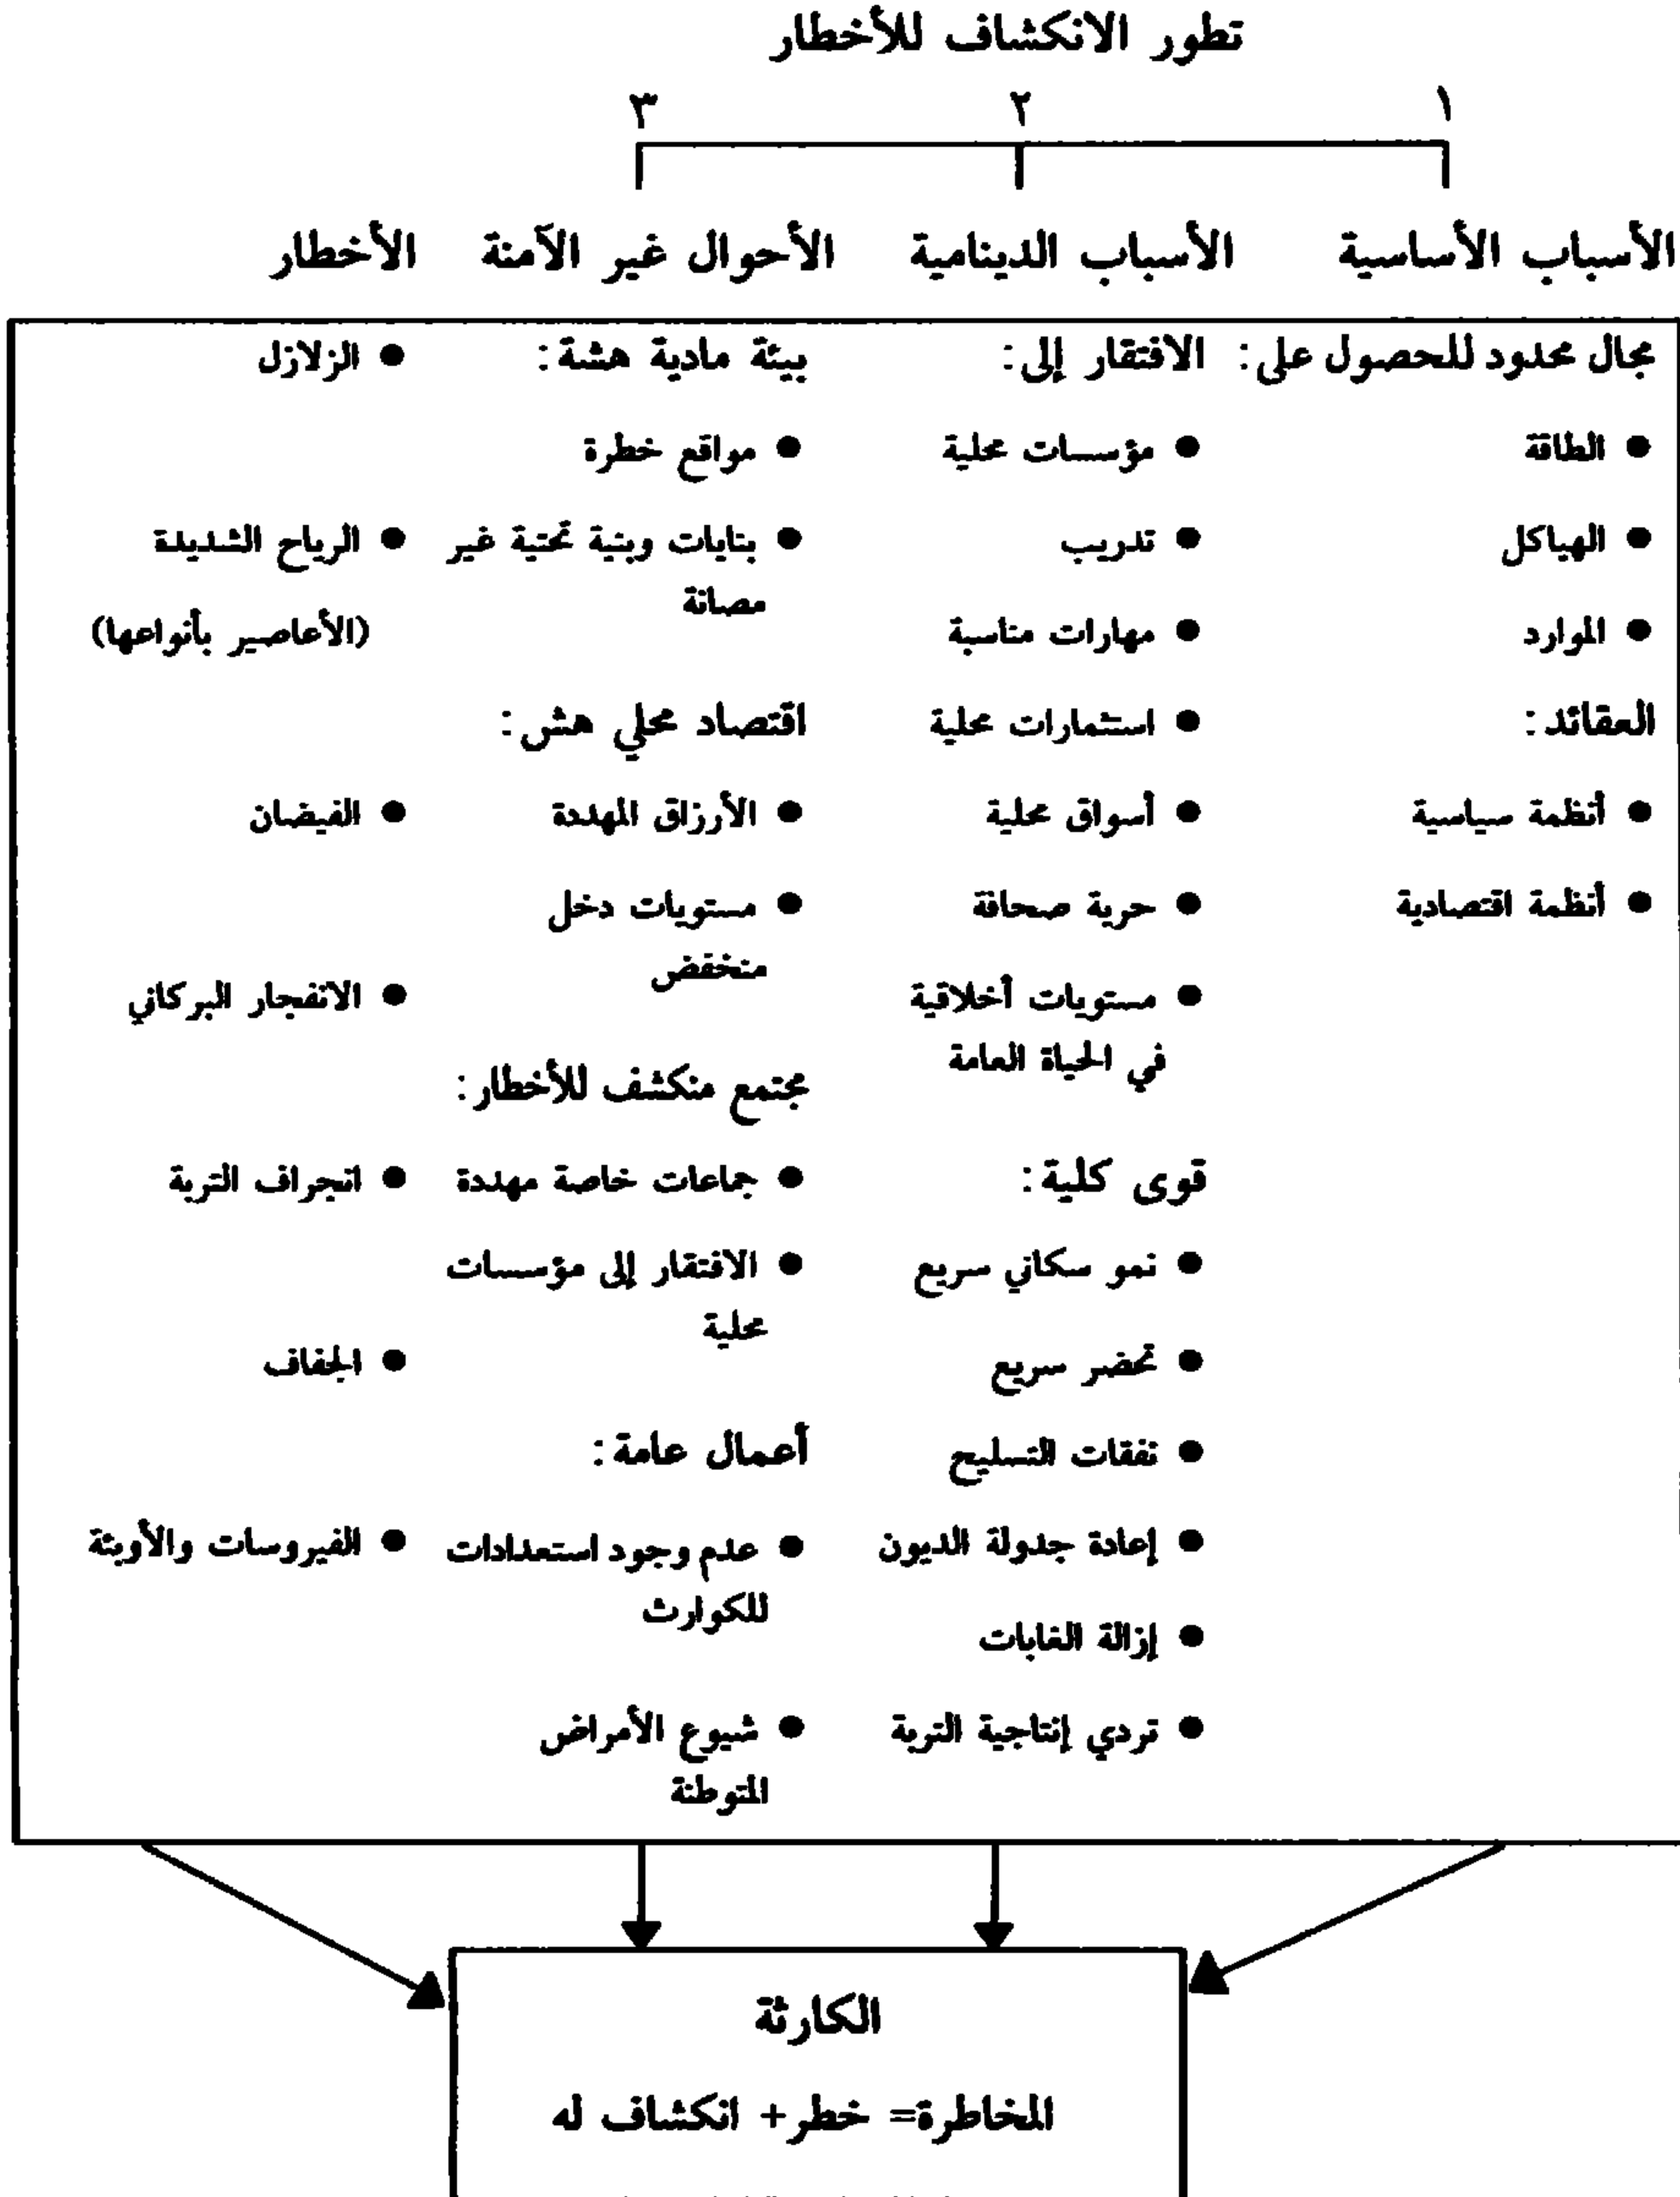 تطور الانكشاف للأخطار
١ ٢ ٣
الأسباب الأساسية الأسباب الدينامية الأحوال غير الآمنة الأخطار
مجال محدود للحصول على:
● الطاقة
● الهياكل
● الموارد
العقائد:
● أنظمة سياسية
● أنظمة اقتصادية
الافتقار إلى:
● مؤسسات محلية
● تدريب
● مهارات مناسبة
● استثمارات محلية
● أسواق محلية
● حرية صحافة
● مستويات أخلاقية
في الحياة العامة
قوى كلية:
● نمو سكاني سريع
● تحضر سريع
● نفقات التسليح
● إعادة جدولة الديون
● إزالة الغابات
● تردي إنتاجية التربة
بيئة مادية هشة:
● مواقع خطرة
● بنايات وبنية تحتية غير
مصانة
اقتصاد محلي هش:
● الأرزاق المهددة
● مستويات دخل
منخفض
مجتمع منكشف للأخطار:
● جماعات خاصة مهددة
● الافتقار إلى مؤسسات
محلية
أعمال عامة:
● عدم وجود استعدادات
للكوارث
● شيوع الأمراض
المتوطنة
● الزلازل
● الرياح الشديدة
(الأعاصير بأنواعها)
● الفيضان
● الانفجار البركاني
● انجراف التربة
● الجفاف
● الفيروسات والأوبئة
الكارثة
المخاطرة= خطر+ انكشاف له